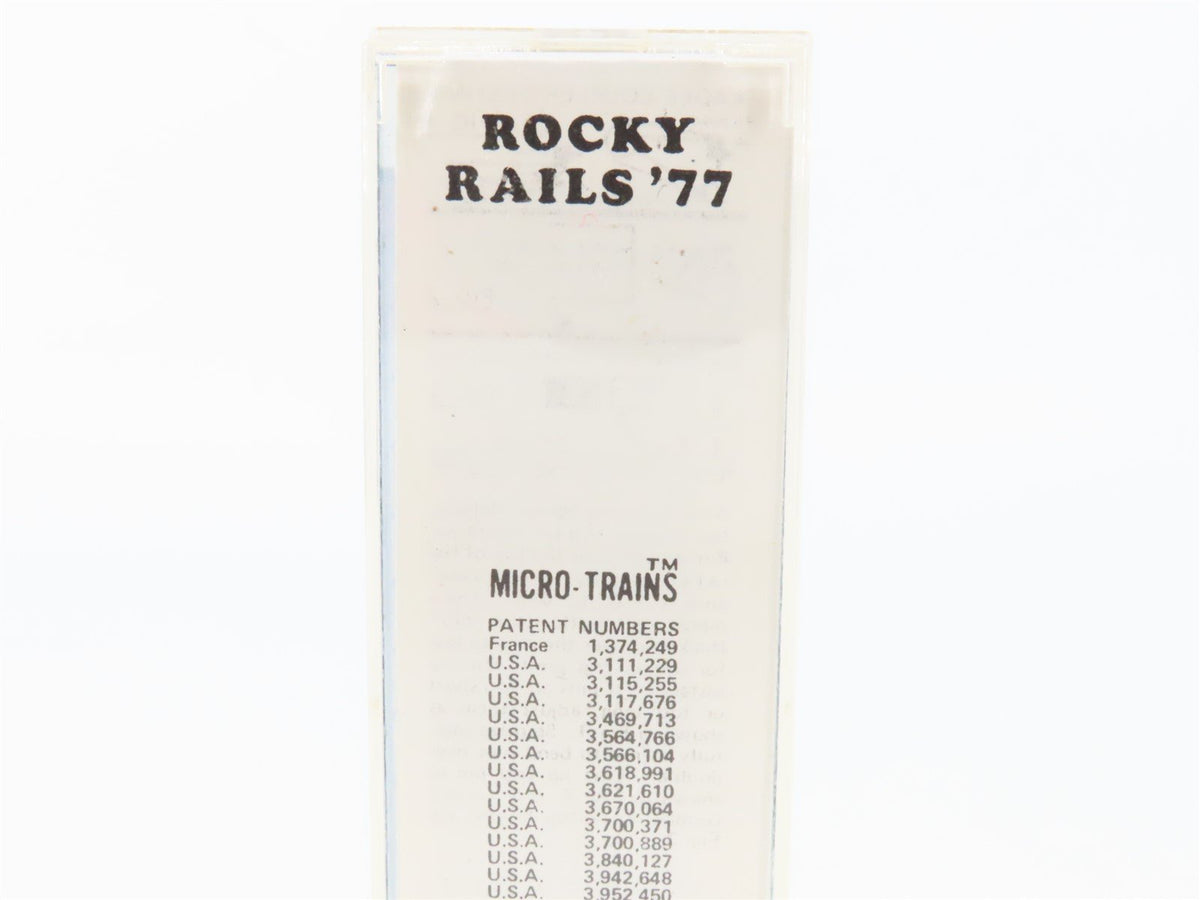 ROCKY
RAILS '77
MICRO-TRAINS™
PATENT NUMBERS
France 1,374,249
U.S.A. 3,111,229
U.S.A. 3,115,255
U.S.A. 3,117,676
U.S.A. 3,469,713
U.S.A. 3,564,766
U.S.A. 3,566,104
U.S.A. 3,618,991
U.S.A. 3,621,610
U.S.A. 3,670,064
U.S.A. 3,700,371
U.S.A. 3,700,889
U.S.A. 3,840,127
U.S.A. 3,942,648
U.S.A. 3,952,450